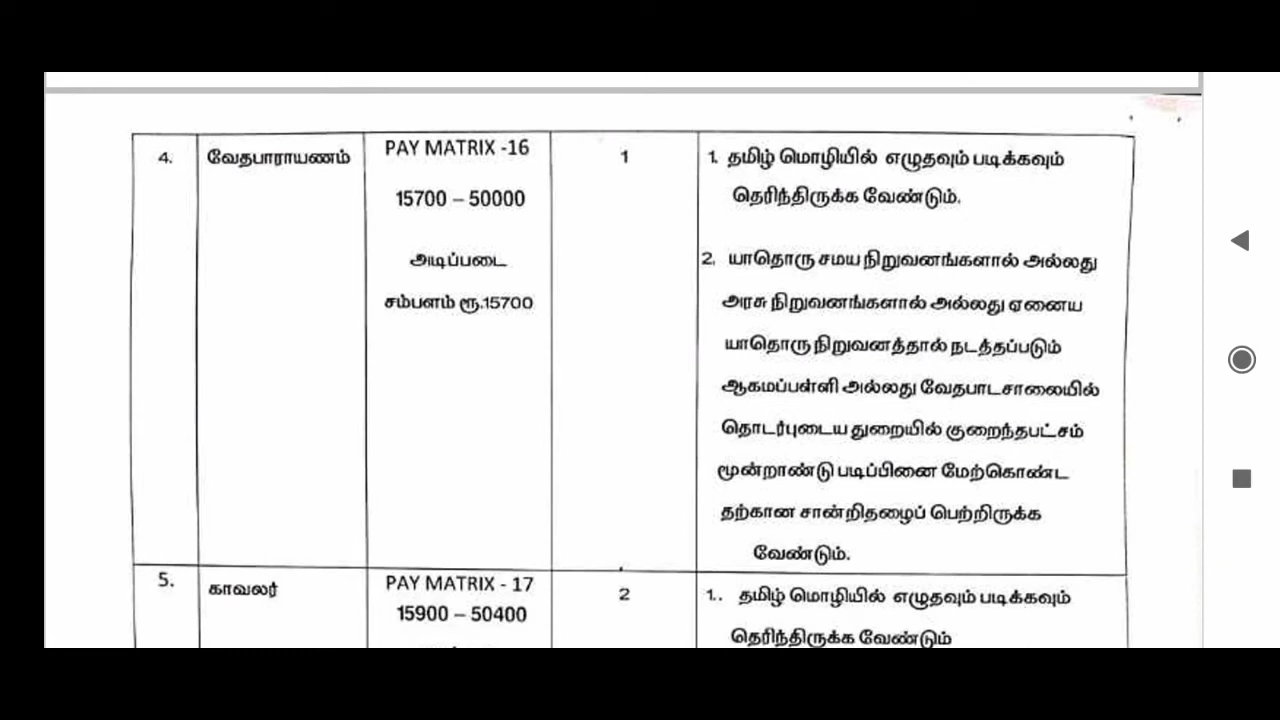 4.
வேதபாராயணம்
PAY MATRIX -16
15700 – 50000
அடிப்படை
சம்பளம் ரூ.15700
1
1. தமிழ் மொழியில் எழுதவும் படிக்கவும்
தெரிந்திருக்க வேண்டும்.
2. யாதொரு சமய நிறுவனங்களால் அல்லது
அரசு நிறுவனங்களால் அல்லது ஏனைய
யாதொரு நிறுவனத்தால் நடத்தப்படும்
ஆகமப்பள்ளி அல்லது வேதபாடசாலையில்
தொடர்புடைய துறையில் குறைந்தபட்சம்
மூன்றாண்டு படிப்பினை மேற்கொண்ட
தற்கான சான்றிதழைப் பெற்றிருக்க
வேண்டும்.
5.
காவலர்
PAY MATRIX - 17
15900 – 50400
2
1.. தமிழ் மொழியில் எழுதவும் படிக்கவும்
தெரிந்திருக்க வேண்டும்